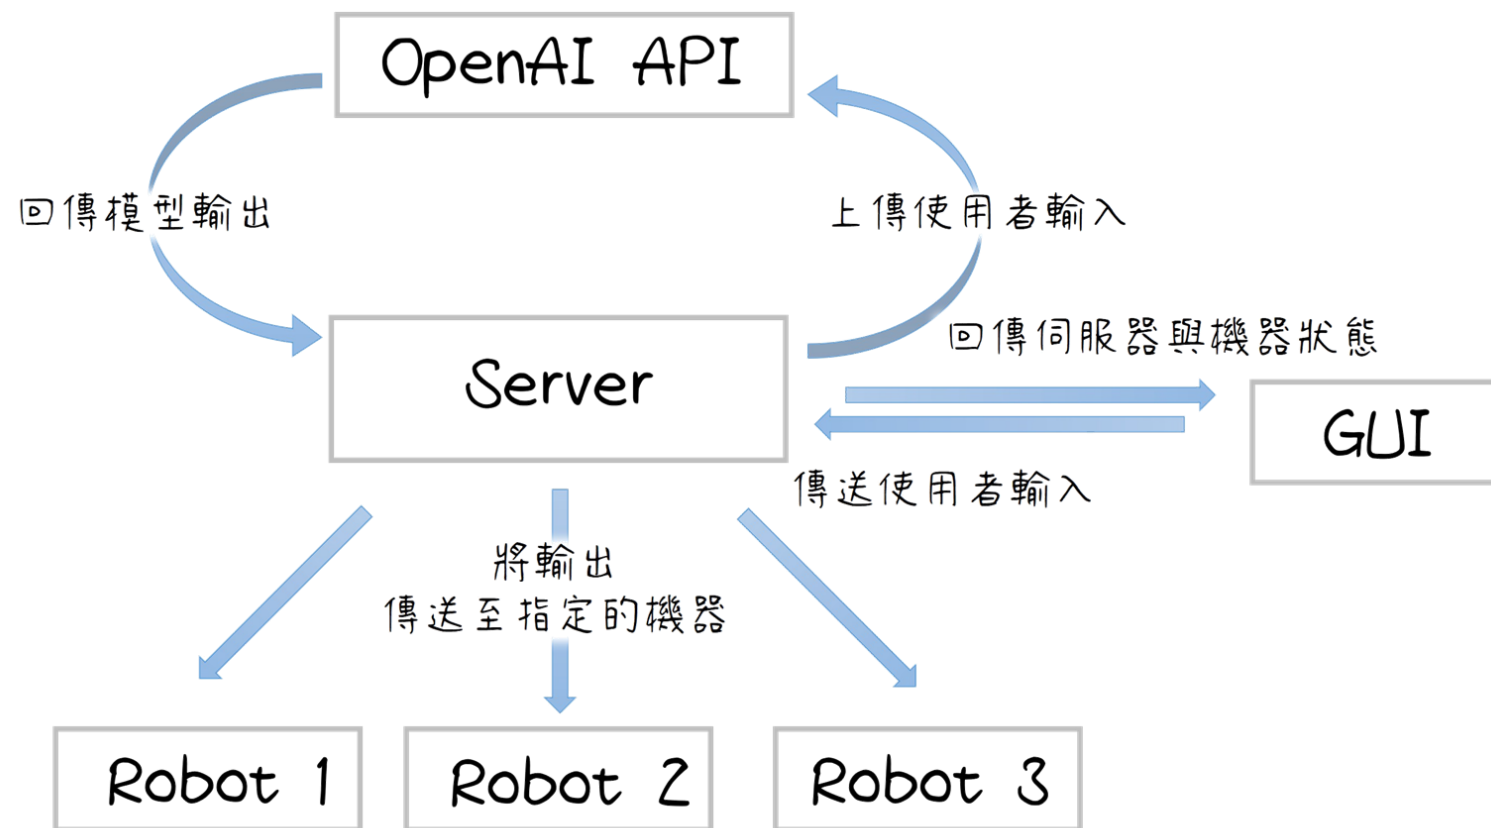 OpenAI API
回傳模型輸出
上傳使用者輸入
回傳伺服器與機器狀態
Server
GUI
傳送使用者輸入
將輸出
傳送至指定的機器
Robot 1
Robot 2
Robot 3